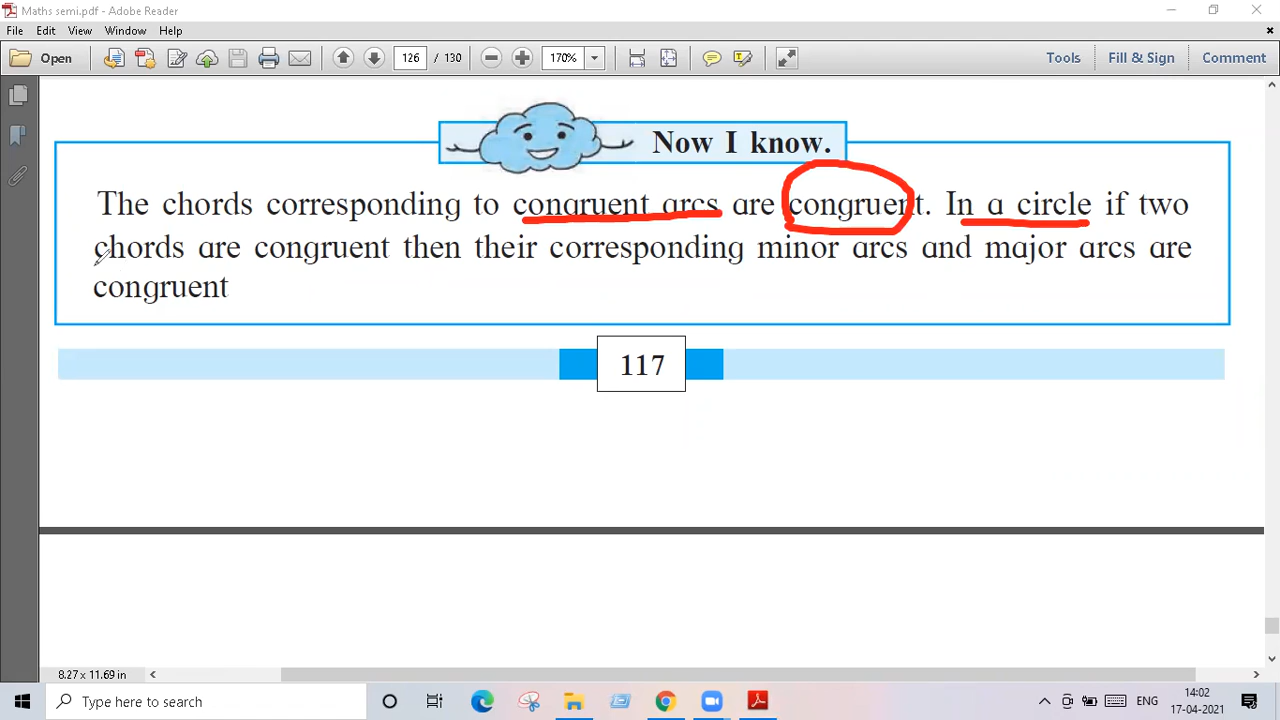 Maths semi.pdf - Adobe Reader
File Edit View Window Help
Open 126 / 130 170% Tools Fill & Sign Comment
Now I know.
The chords corresponding to congruent arcs are congruent. In a circle if two
chords are congruent then their corresponding minor arcs and major arcs are
congruent
117
8.27 x 11.69 in
Type here to search
ENG
14:02
17-04-2021